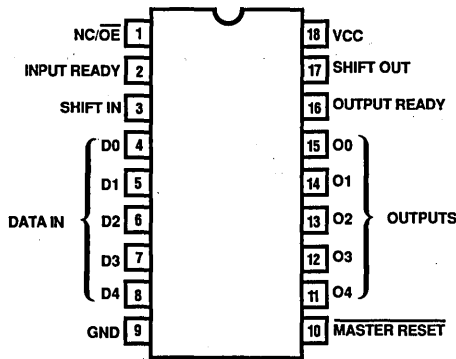 NC/OE 1 18 VCC
INPUT READY 2 17 SHIFT OUT
SHIFT IN 3 16 OUTPUT READY
D0 4 15 O0
D1 5 14 O1
DATA IN D2 6 13 O2 OUTPUTS
D3 7 12 O3
D4 8 11 O4
GND 9 10 MASTER RESET